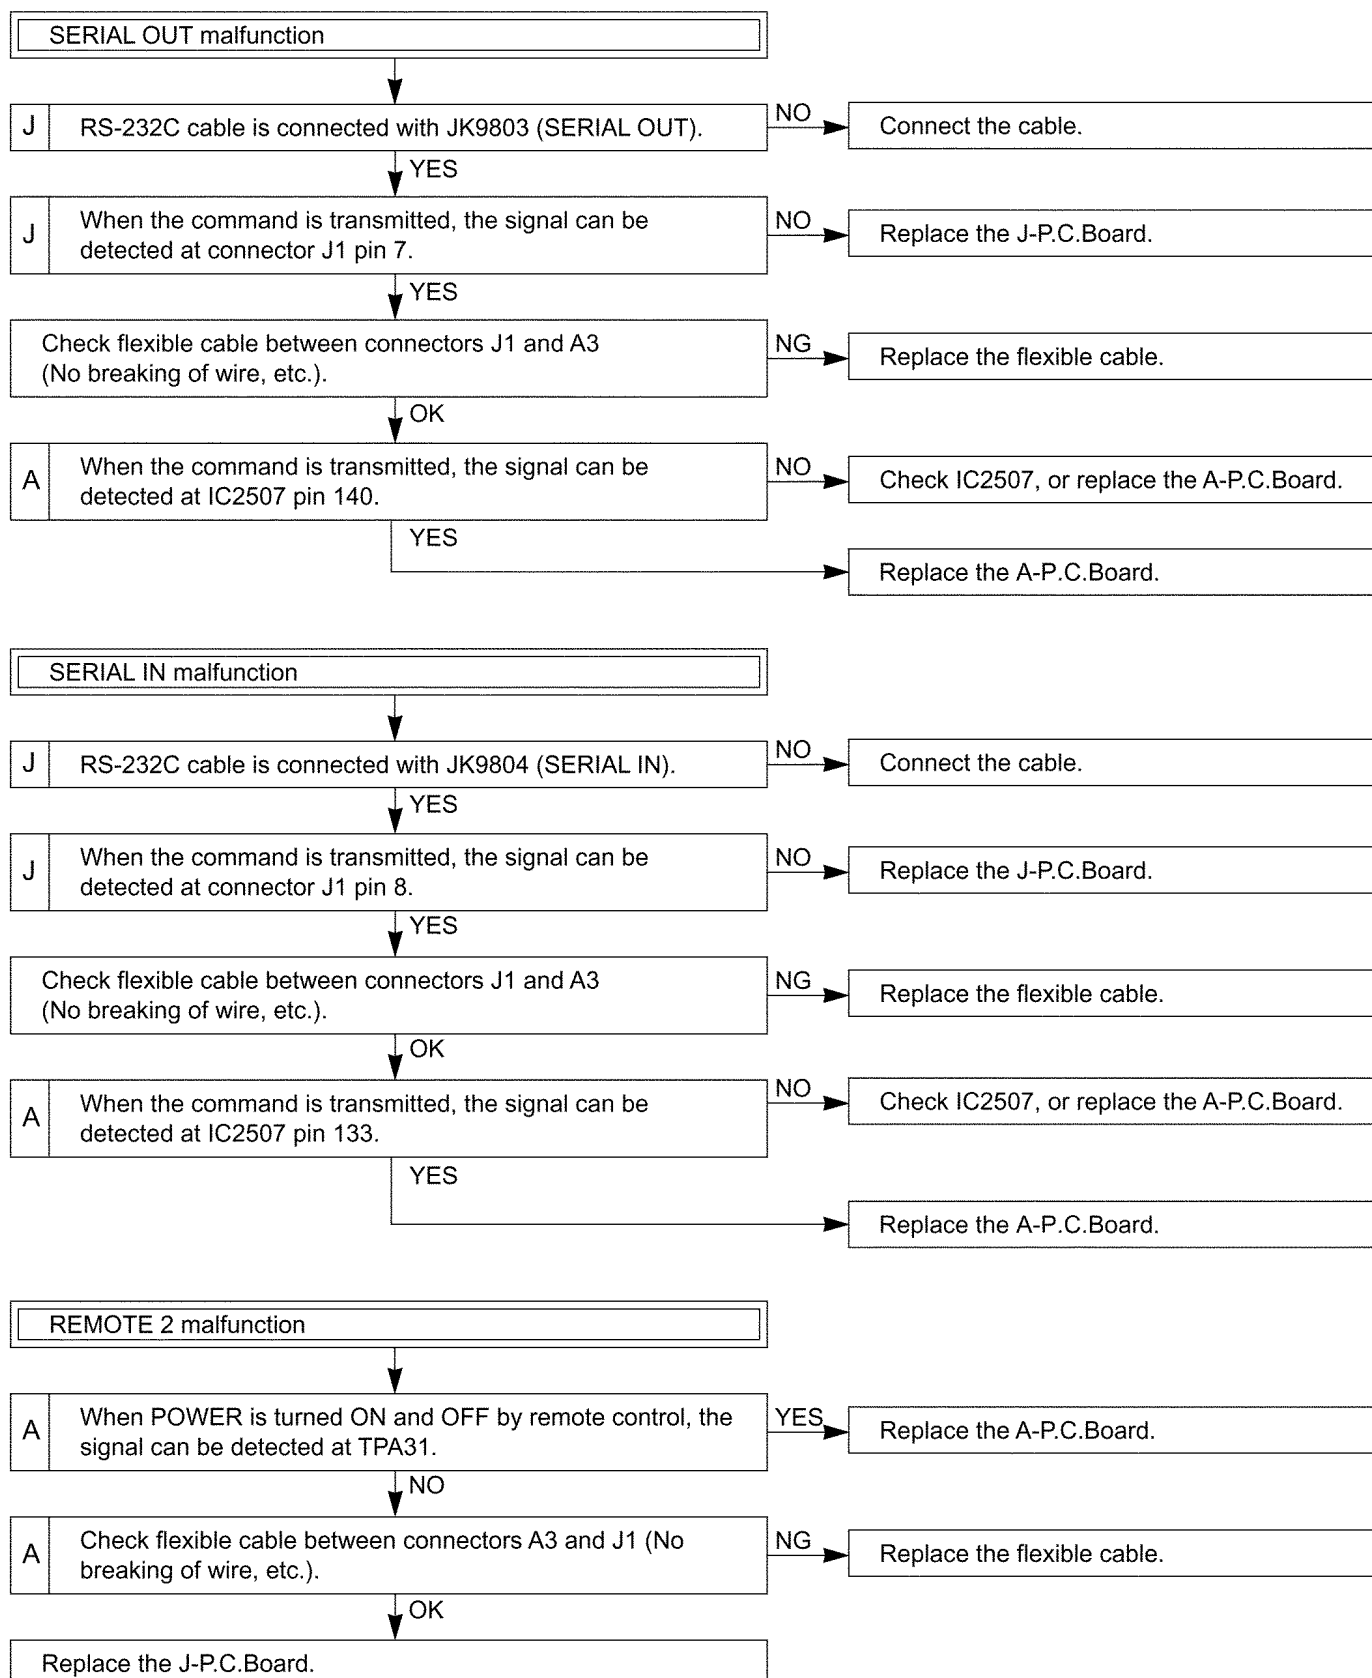 SERIAL OUT malfunction
J RS-232C cable is connected with JK9803 (SERIAL OUT). NO Connect the cable.
YES
J When the command is transmitted, the signal can be
detected at connector J1 pin 7. NO Replace the J-P.C.Board.
YES
Check flexible cable between connectors J1 and A3
(No breaking of wire, etc.). NG Replace the flexible cable.
OK
A When the command is transmitted, the signal can be
detected at IC2507 pin 140. NO Check IC2507, or replace the A-P.C.Board.
YES
Replace the A-P.C.Board.
SERIAL IN malfunction
J RS-232C cable is connected with JK9804 (SERIAL IN). NO Connect the cable.
YES
J When the command is transmitted, the signal can be
detected at connector J1 pin 8. NO Replace the J-P.C.Board.
YES
Check flexible cable between connectors J1 and A3
(No breaking of wire, etc.). NG Replace the flexible cable.
OK
A When the command is transmitted, the signal can be
detected at IC2507 pin 133. NO Check IC2507, or replace the A-P.C.Board.
YES
Replace the A-P.C.Board.
REMOTE 2 malfunction
A When POWER is turned ON and OFF by remote control, the
signal can be detected at TPA31. YES Replace the A-P.C.Board.
NO
A Check flexible cable between connectors A3 and J1 (No
breaking of wire, etc.). NG Replace the flexible cable.
OK
Replace the J-P.C.Board.